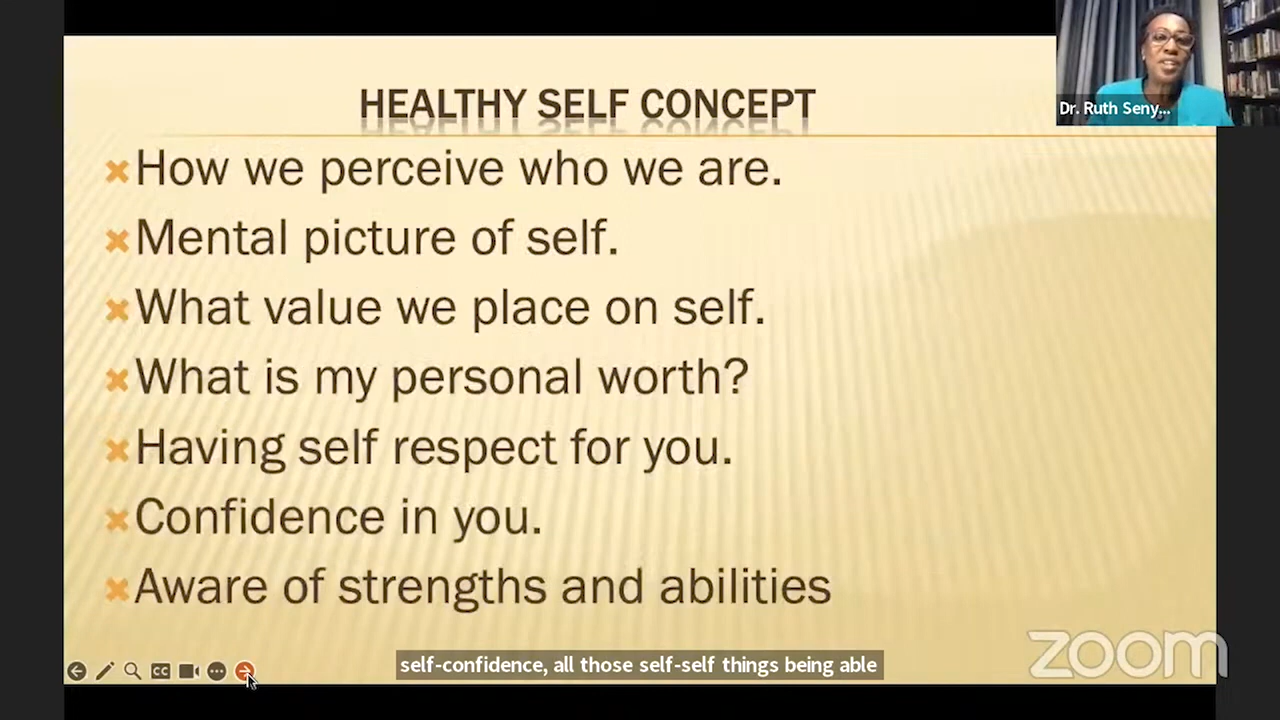 HEALTHY SELF CONCEPT
Dr. Ruth Seny...
How we perceive who we are.
Mental picture of self.
What value we place on self.
What is my personal worth?
Having self respect for you.
Confidence in you.
Aware of strengths and abilities
CC
self-confidence, all those self-self things being able
zoom